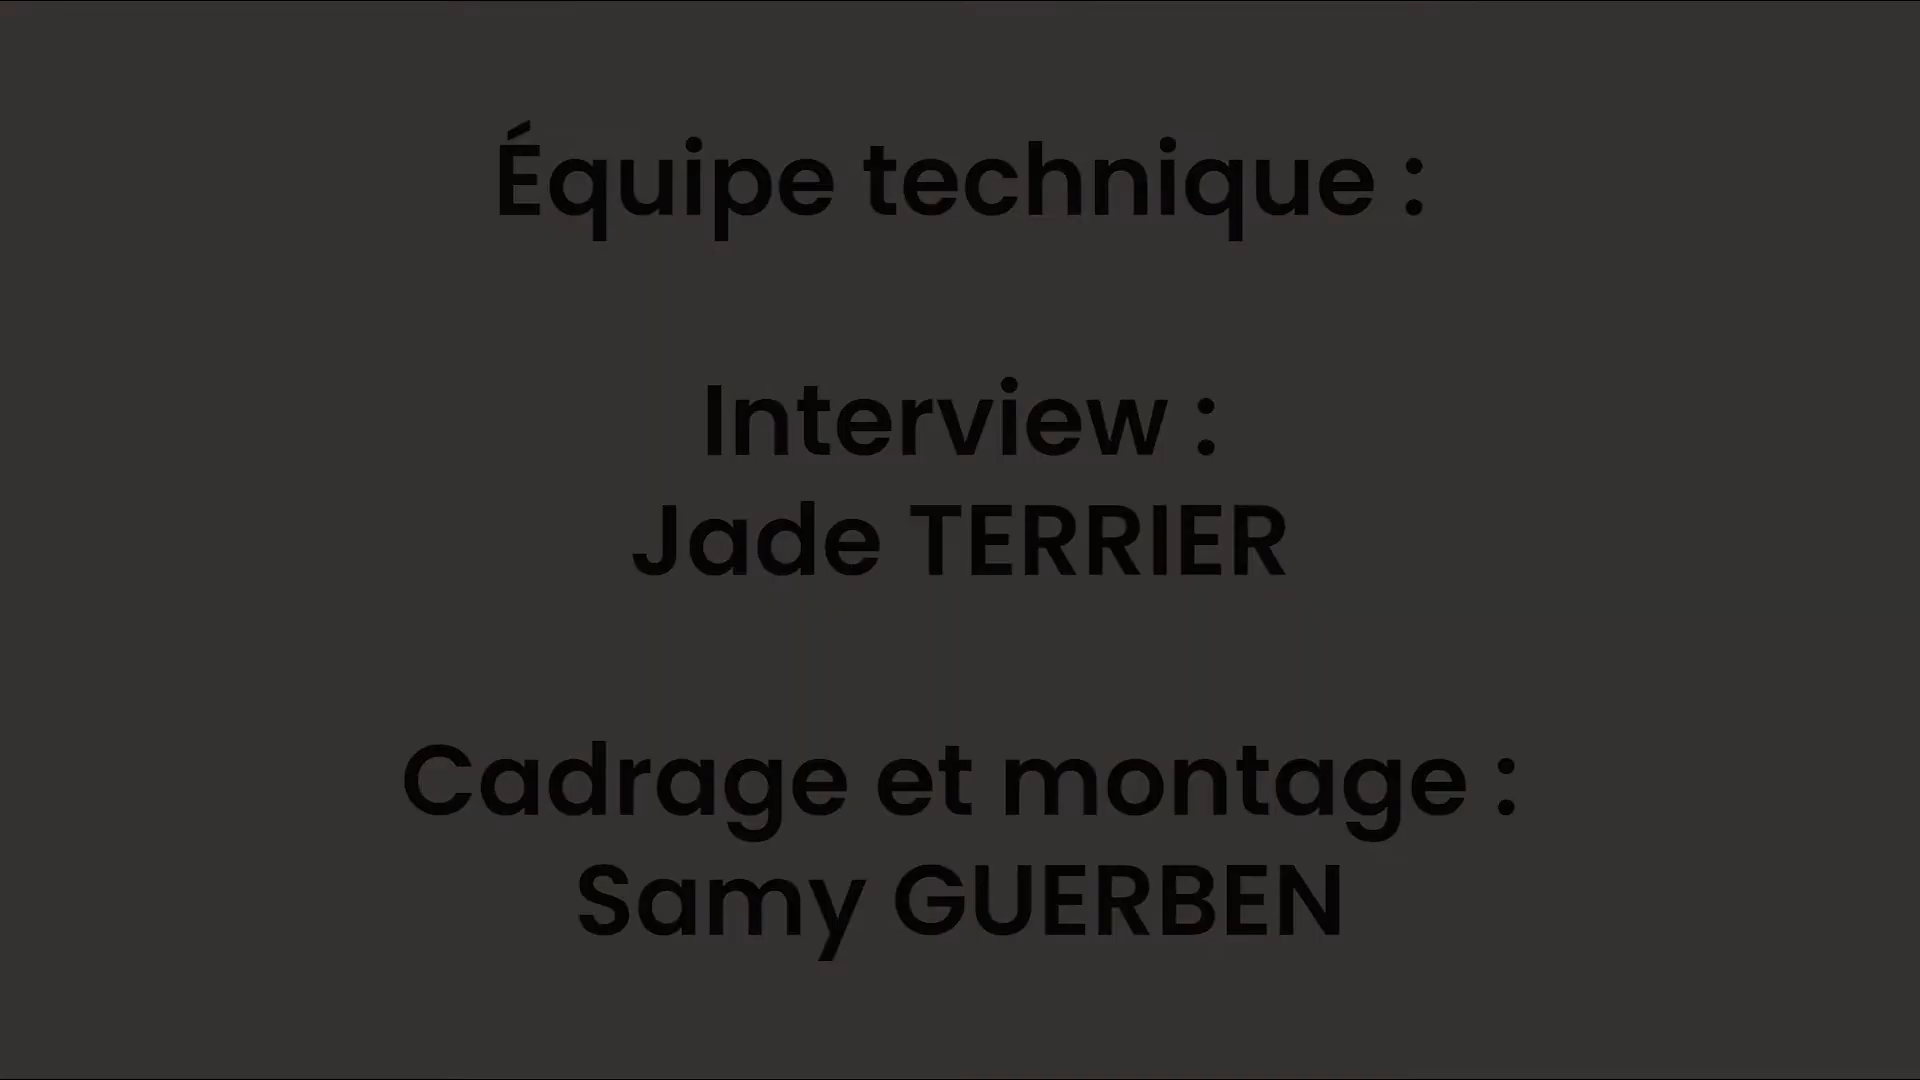 Équipe technique :
Interview :
Jade TERRIER
Cadrage et montage :
Samy GUERBEN